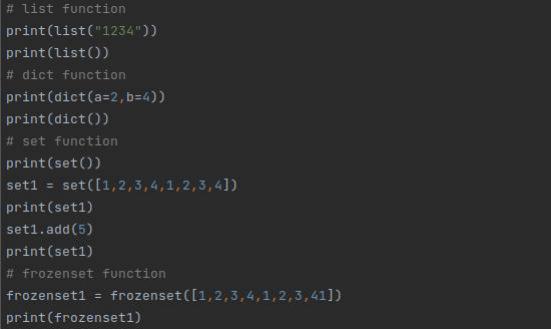 # list function
print(list("1234"))
print(list())
# dict function
print(dict(a=2,b=4))
print(dict())
# set function
print(set())
set1 = set([1,2,3,4,1,2,3,4])
print(set1)
set1.add(5)
print(set1)
# frozenset function
frozenset1 = frozenset([1,2,3,4,1,2,3,41])
print(frozenset1)